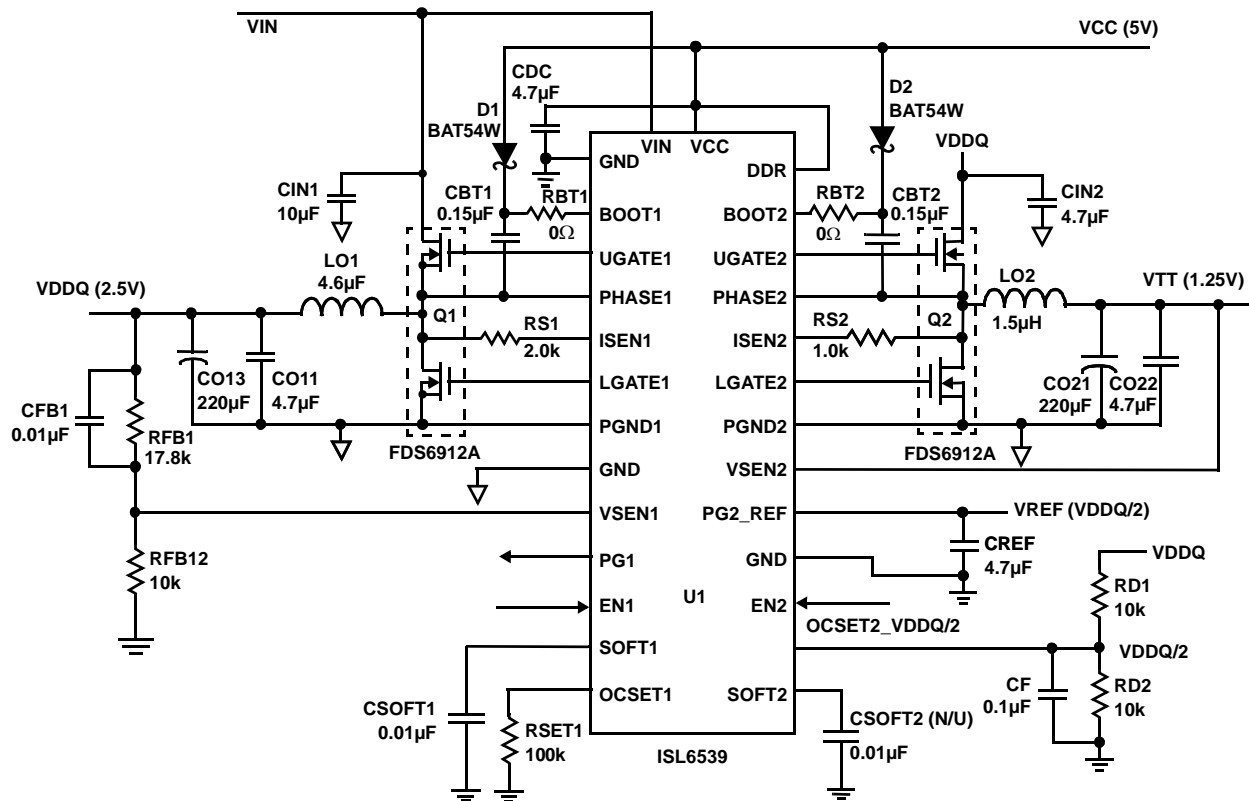 VIN
VCC (5V)
CDC
4.7µF
D1
BAT54W
D2
BAT54W
VIN
VCC
VDDQ
GND
DDR
CIN1
10µF
CBT1
0.15µF
RBT1
0Ω
BOOT1
BOOT2
RBT2
0Ω
CBT2
0.15µF
CIN2
4.7µF
UGATE1
UGATE2
LO1
4.6µF
VDDQ (2.5V)
PHASE1
PHASE2
LO2
1.5µH
VTT (1.25V)
Q1
RS1
2.0k
ISEN1
ISEN2
RS2
1.0k
Q2
CO13
220µF
CO11
4.7µF
LGATE1
LGATE2
CO21
220µF
CO22
4.7µF
CFB1
0.01µF
RFB1
17.8k
PGND1
PGND2
FDS6912A
FDS6912A
GND
VSEN2
VSEN1
PG2_REF
VREF (VDDQ/2)
RFB12
10k
PG1
GND
CREF
4.7µF
VDDQ
U1
EN1
EN2
OCSET2_VDDQ/2
RD1
10k
SOFT1
VDDQ/2
OCSET1
SOFT2
CF
0.1µF
RD2
10k
CSOFT1
0.01µF
RSET1
100k
CSOFT2 (N/U)
0.01µF
ISL6539